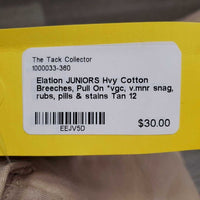 The Tack Collector
1000033-360
Elation JUNIORS Hvy Cotton
Breeches, Pull On *vgc, v.mnr snag,
rubs, pills & stains Tan 12
$30.00
EEJV5D